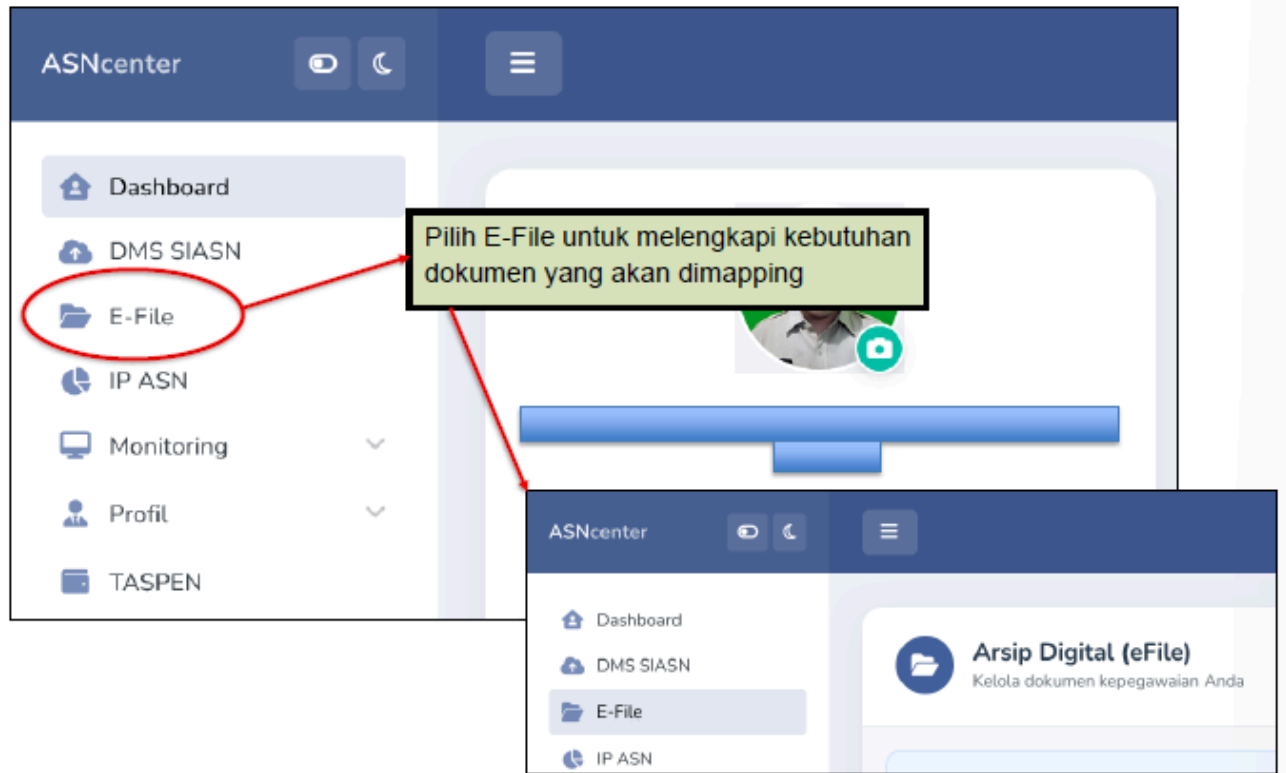 ASNcenter
Dashboard
DMS SIASN
E-File
IP ASN
Monitoring
Profil
TASPEN
Pilih E-File untuk melengkapi kebutuhan
dokumen yang akan dimapping
ASNcenter
Dashboard
DMS SIASN
E-File
IP ASN
Arsip Digital (eFile)
Kelola dokumen kepegawaian Anda